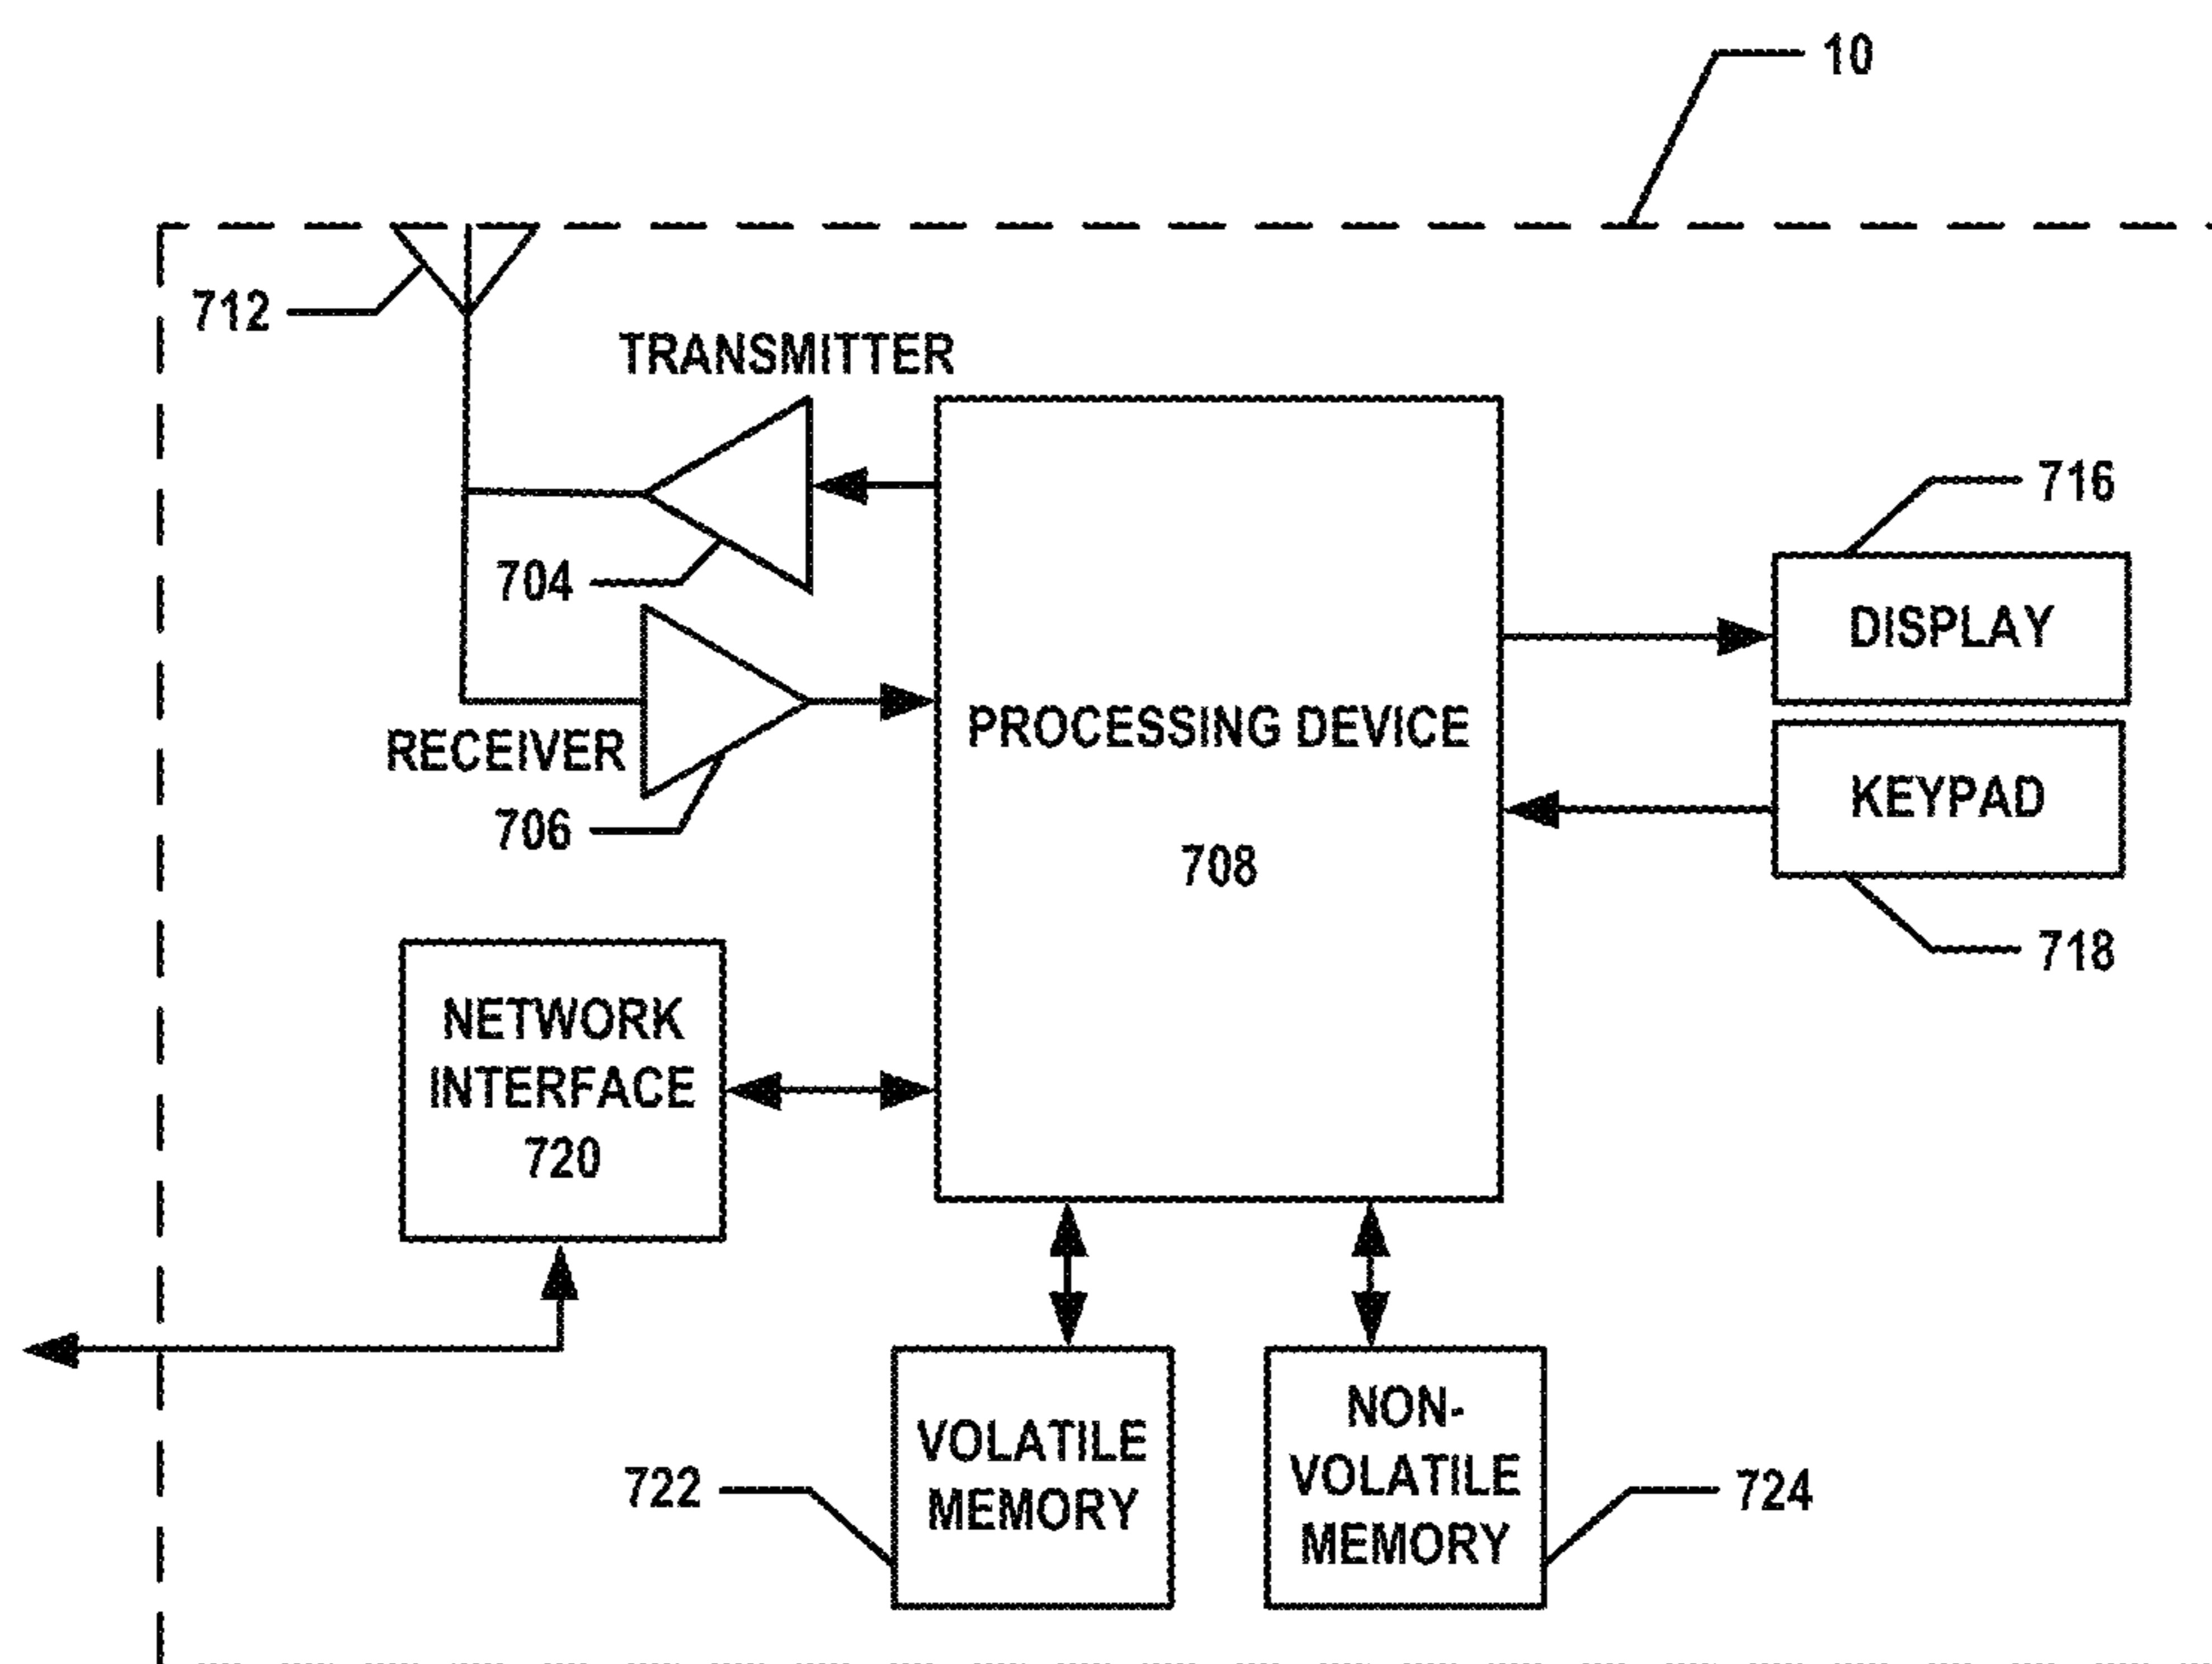 10
712
TRANSMITTER
704
RECEIVER
706
PROCESSING DEVICE
708
716
DISPLAY
KEYPAD
718
NETWORK
INTERFACE
720
722
VOLATILE
MEMORY
NON-
VOLATILE
MEMORY
724